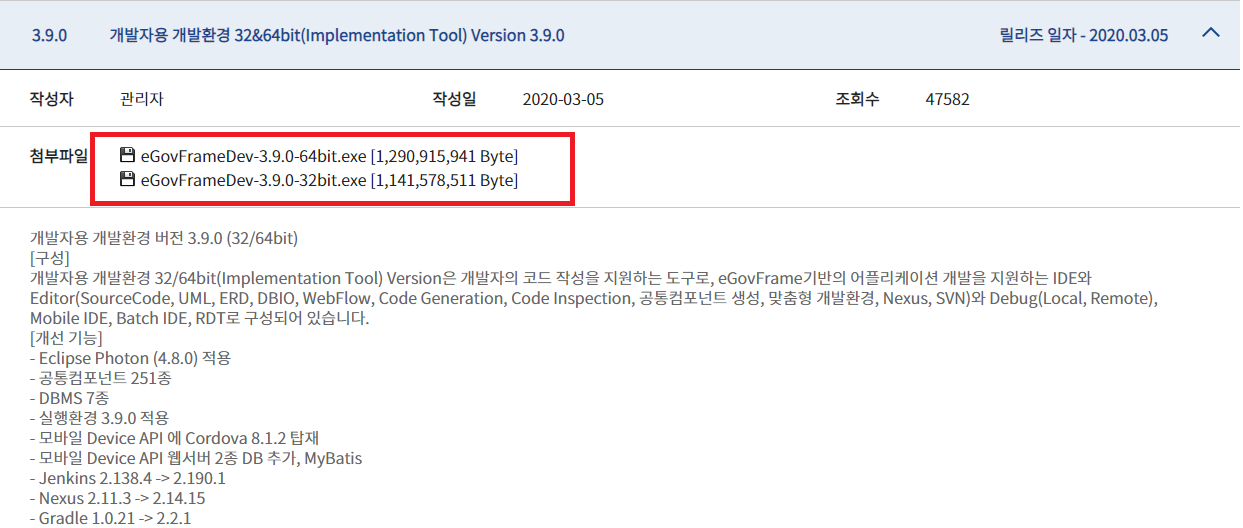 3.9.0 개발자용 개발환경 32&64bit(Implementation Tool) Version 3.9.0 릴리즈 일자 - 2020.03.05
작성자 관리자 작성일 2020-03-05 조회수 47582
첨부파일 eGovFrameDev-3.9.0-64bit.exe [1,290,915,941 Byte]
eGovFrameDev-3.9.0-32bit.exe [1,141,578,511 Byte]
개발자용 개발환경 버전 3.9.0 (32/64bit)
[구성]
개발자용 개발환경 32/64bit(Implementation Tool) Version은 개발자의 코드 작성을 지원하는 도구로, eGovFrame기반의 어플리케이션 개발을 지원하는 IDE와
Editor(SourceCode, UML, ERD, DBIO, WebFlow, Code Generation, Code Inspection, 공통컴포넌트 생성, 맞춤형 개발환경, Nexus, SVN)와 Debug(Local, Remote),
Mobile IDE, Batch IDE, RDT로 구성되어 있습니다.
[개선 기능]
- Eclipse Photon (4.8.0) 적용
- 공통컴포넌트 251종
- DBMS 7종
- 실행환경 3.9.0 적용
- 모바일 Device API 에 Cordova 8.1.2 탑재
- 모바일 Device API 웹서버 2종 DB 추가, MyBatis
- Jenkins 2.138.4 -> 2.190.1
- Nexus 2.11.3 -> 2.14.15
- Gradle 1.0.21 -> 2.2.1